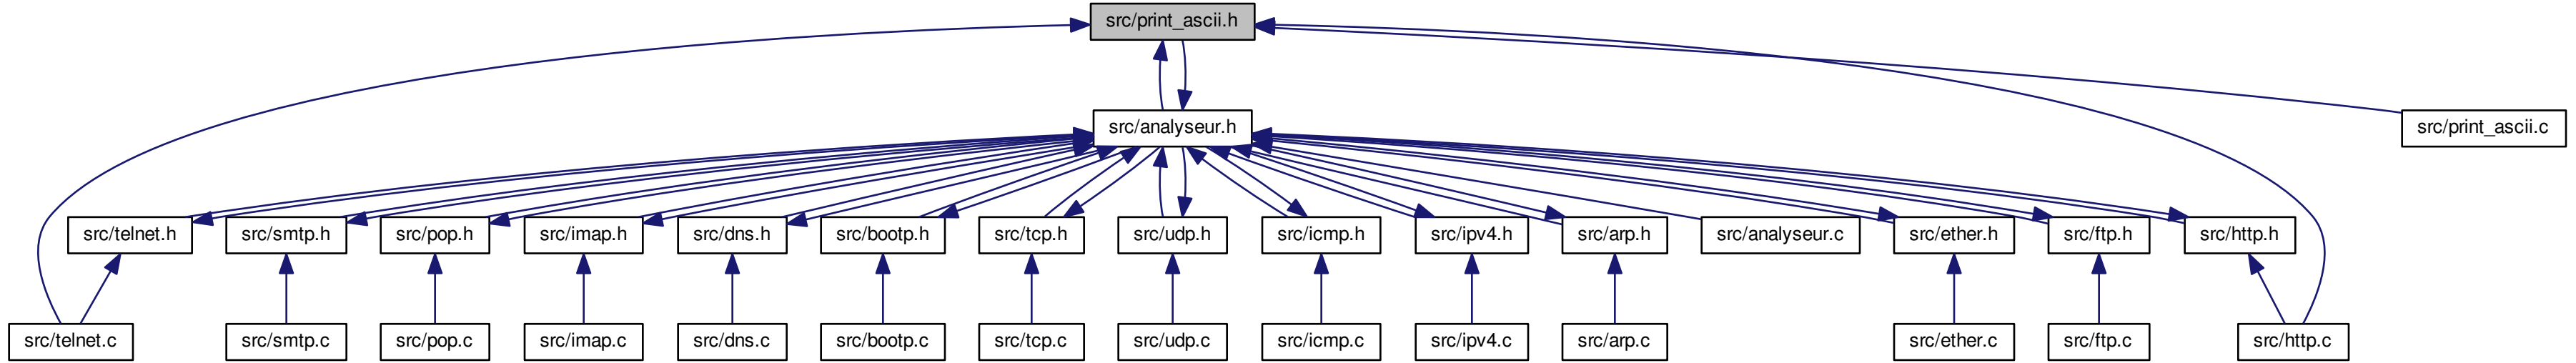 src/print_ascii.h
src/analyseur.h
src/print_ascii.c
src/telnet.h
src/smtp.h
src/pop.h
src/imap.h
src/dns.h
src/bootp.h
src/tcp.h
src/udp.h
src/icmp.h
src/ipv4.h
src/arp.h
src/analyseur.c
src/ether.h
src/ftp.h
src/http.h
src/telnet.c
src/smtp.c
src/pop.c
src/imap.c
src/dns.c
src/bootp.c
src/tcp.c
src/udp.c
src/icmp.c
src/ipv4.c
src/arp.c
src/ether.c
src/ftp.c
src/http.c